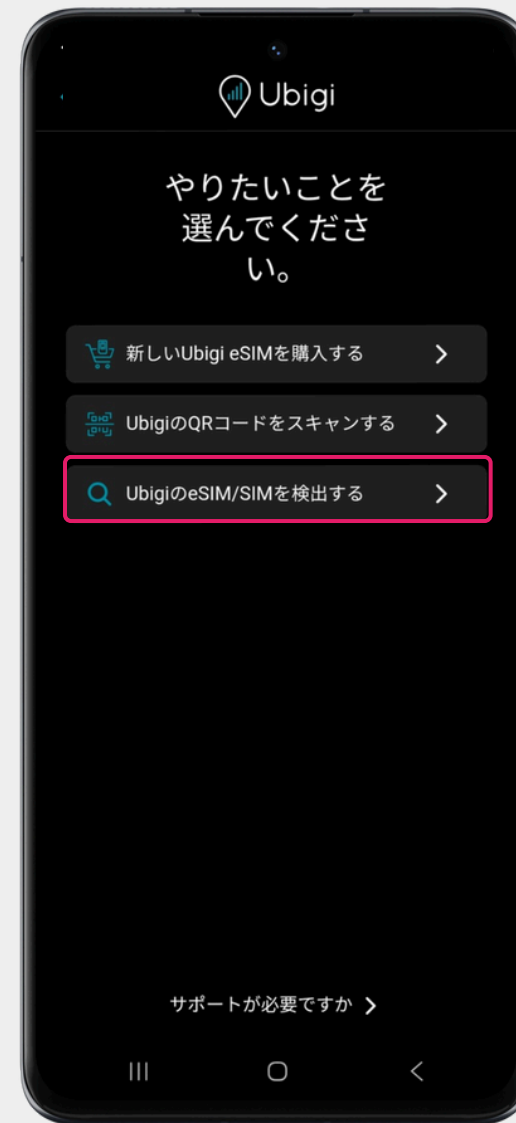 Ubigi
やりたいことを
選んでくださ
い。
新しいUbigi eSIMを購入する
UbigiのQRコードをスキャンする
UbigiのeSIM/SIMを検出する
サポートが必要ですか